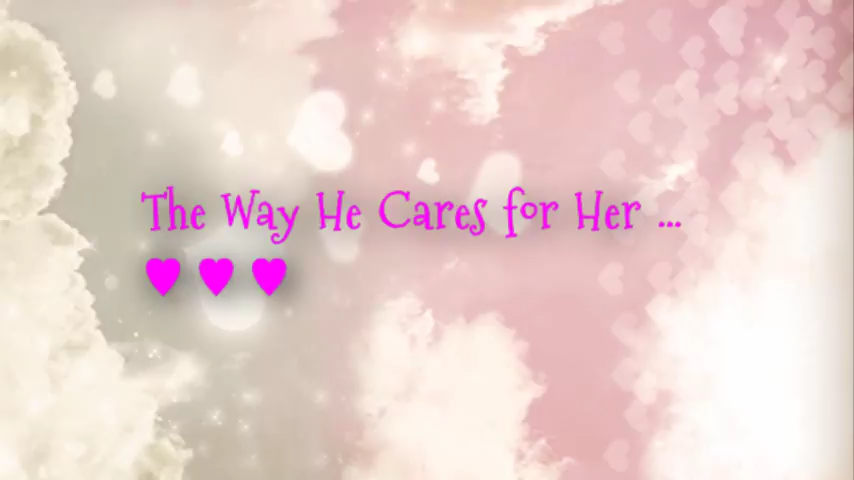 The Way He Cares for Her ...
♥ ♥ ♥